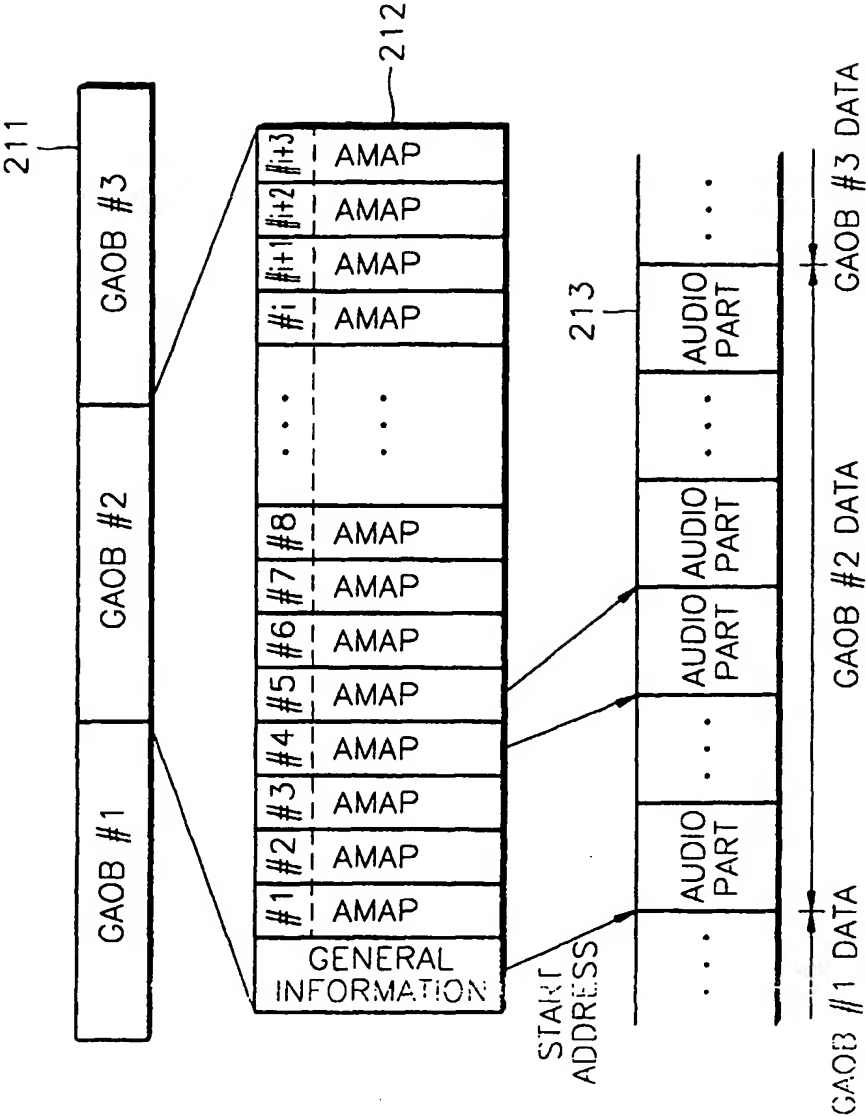 211
GAOB #1
GAOB #2
GAOB #3
212
GENERAL
INFORMATION
#1 AMAP
#2 AMAP
#3 AMAP
#4 AMAP
#5 AMAP
#6 AMAP
#7 AMAP
#8 AMAP
... ...
#i AMAP
#i+1 AMAP
#i+2 AMAP
#i+3 AMAP
START
ADDRESS
213
....
AUDIO
PART
...
AUDIO
PART
AUDIO
PART
...
AUDIO
PART
...
GAOB #1 DATA
GAOB #2 DATA
GAOB #3 DATA